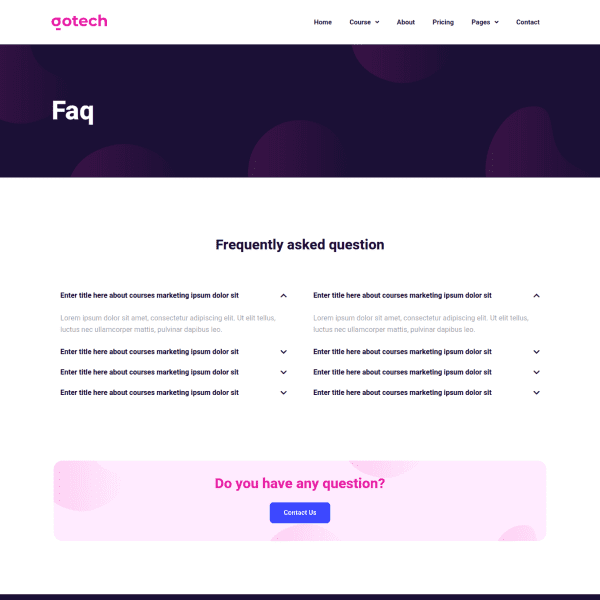 gotech
Home Course About Pricing Pages Contact
Faq
Frequently asked question
Enter title here about courses marketing ipsum dolor sit
Lorem ipsum dolor sit amet, consectetur adipiscing elit. Ut elit tellus,
luctus nec ullamcorper mattis, pulvinar dapibus leo.
Enter title here about courses marketing ipsum dolor sit
Enter title here about courses marketing ipsum dolor sit
Enter title here about courses marketing ipsum dolor sit
Enter title here about courses marketing ipsum dolor sit
Lorem ipsum dolor sit amet, consectetur adipiscing elit. Ut elit tellus,
luctus nec ullamcorper mattis, pulvinar dapibus leo.
Enter title here about courses marketing ipsum dolor sit
Enter title here about courses marketing ipsum dolor sit
Enter title here about courses marketing ipsum dolor sit
Do you have any question?
Contact Us